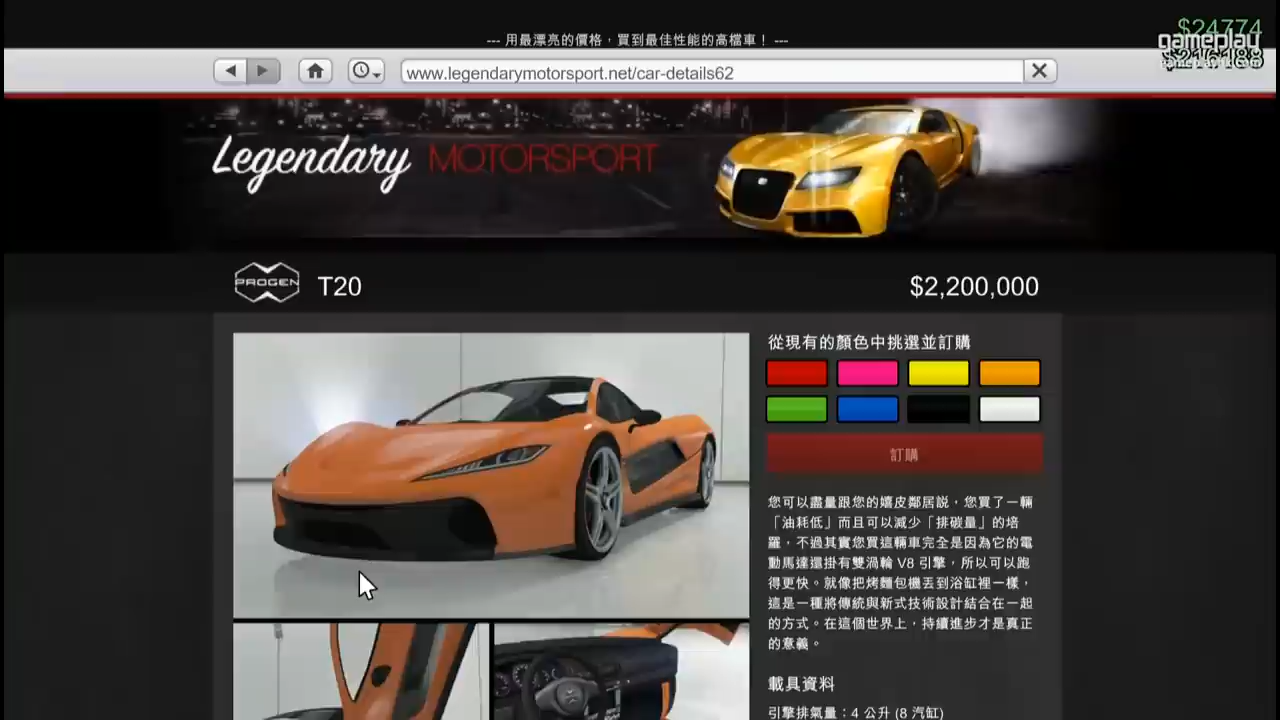 $24774
--- 用最漂亮的價格，買到最佳性能的高檔車！ ---
gameplay
www.legendarymotorsport.net/car-details62
Legendary MOTORSPORT
PROGEN
T20
$2,200,000
從現有的顏色中挑選並訂購
訂購
您可以盡量跟您的嬉皮鄰居說，您買了一輛
「油耗低」而且可以減少「排碳量」的培
羅，不過其實您買這輛車完全是因為它的電
動馬達還掛有雙渦輪 V8 引擎，所以可以跑
得更快。就像把烤麵包機丟到浴缸裡一樣，
這是一種將傳統與新式技術設計結合在一起
的方式。在這個世界上，持續進步才是真正
的意義。
載具資料
引擎排氣量：4 公升 (8 汽缸)